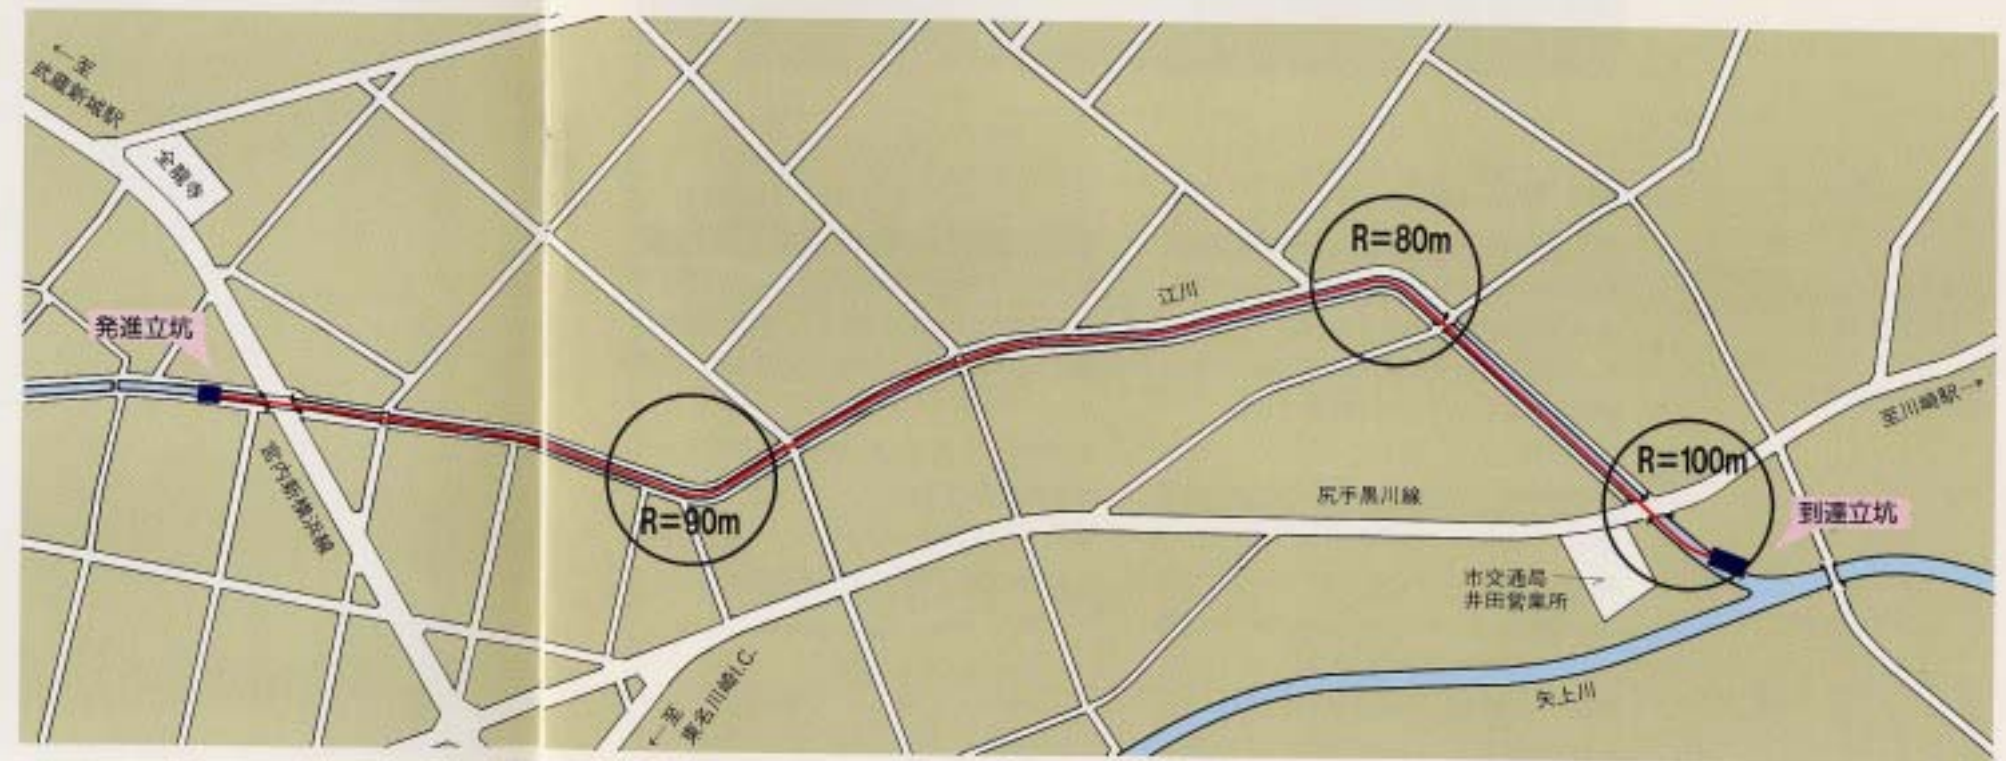 ←至
武蔵新城駅
全龍寺
発進立坑
宮内新横浜線
R=90m
江川
R=80m
尻手黒川線
R=100m
至川崎駅→
到達立坑
市交通局
井田営業所
矢上川
←至
東名川崎I.C.